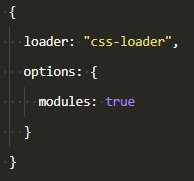 {
loader: "css-loader",
options: {
modules: true
}
}